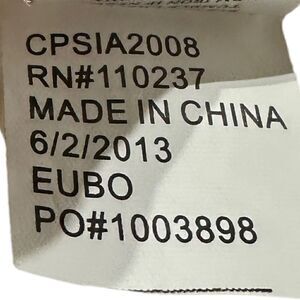 CPSIA2008
RN#110237
MADE IN CHINA
6/2/2013
EUBO
PO#1003898